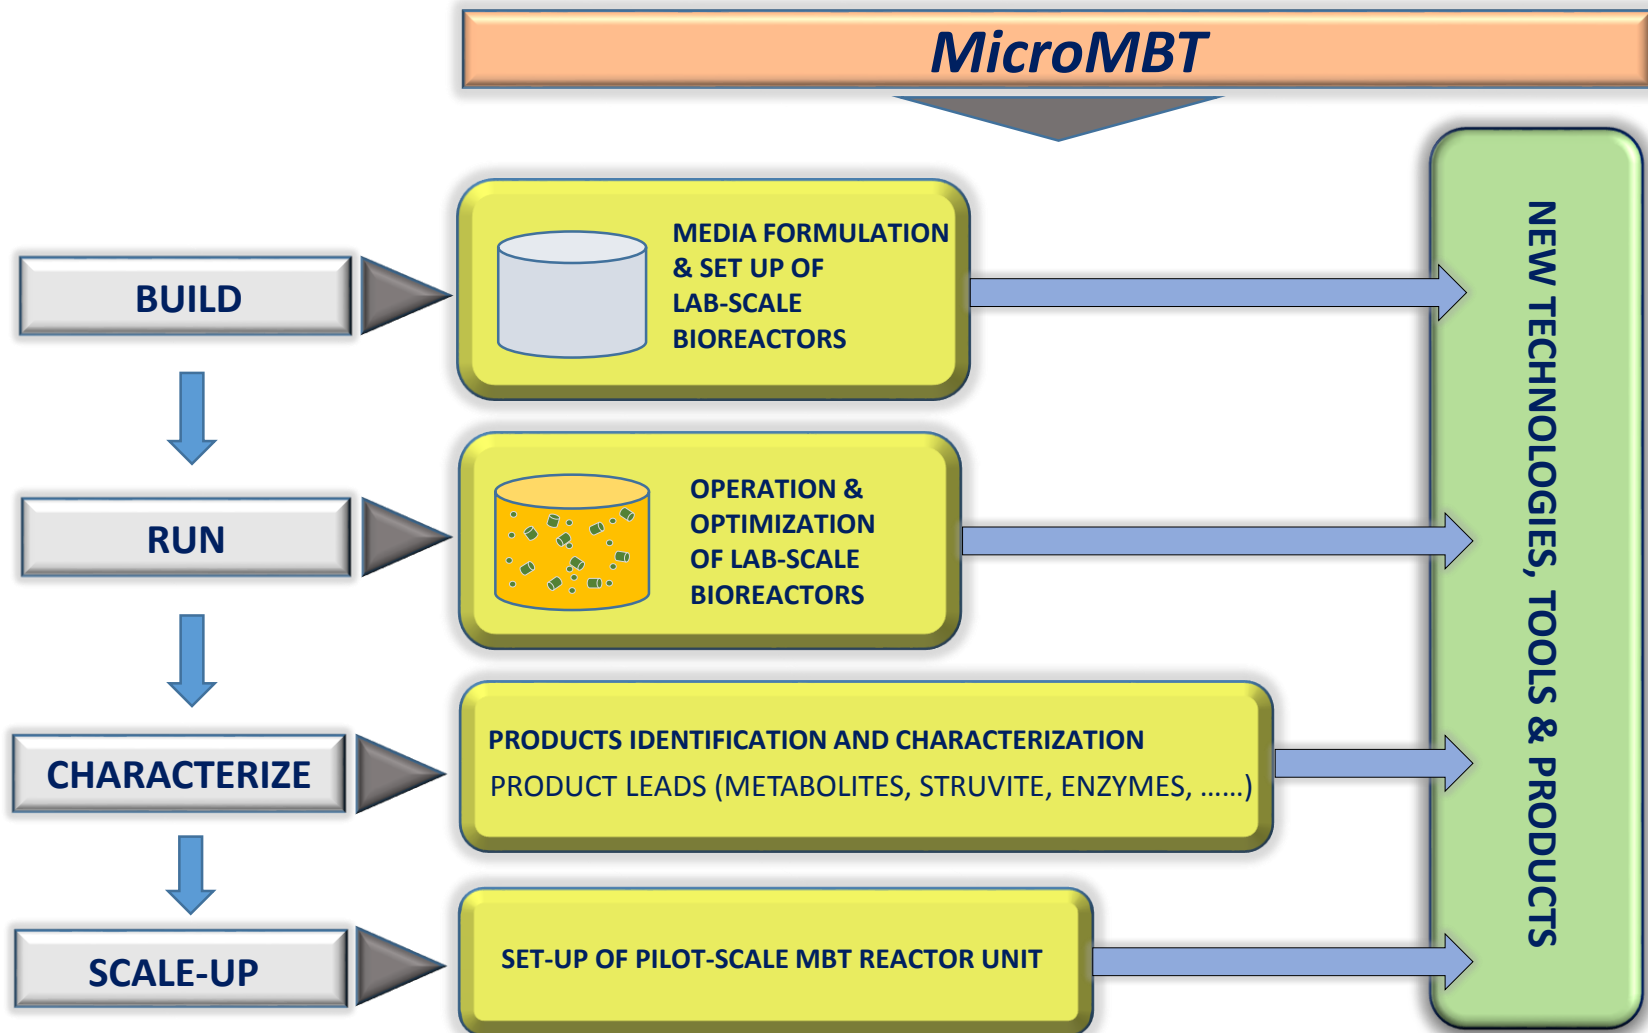 MicroMBT
BUILD
MEDIA FORMULATION
& SET UP OF
LAB-SCALE
BIOREACTORS
RUN
OPERATION &
OPTIMIZATION
OF LAB-SCALE
BIOREACTORS
CHARACTERIZE
PRODUCTS IDENTIFICATION AND CHARACTERIZATION
PRODUCT LEADS (METABOLITES, STRUVITE, ENZYMES, ......)
SCALE-UP
SET-UP OF PILOT-SCALE MBT REACTOR UNIT
NEW TECHNOLOGIES, TOOLS & PRODUCTS